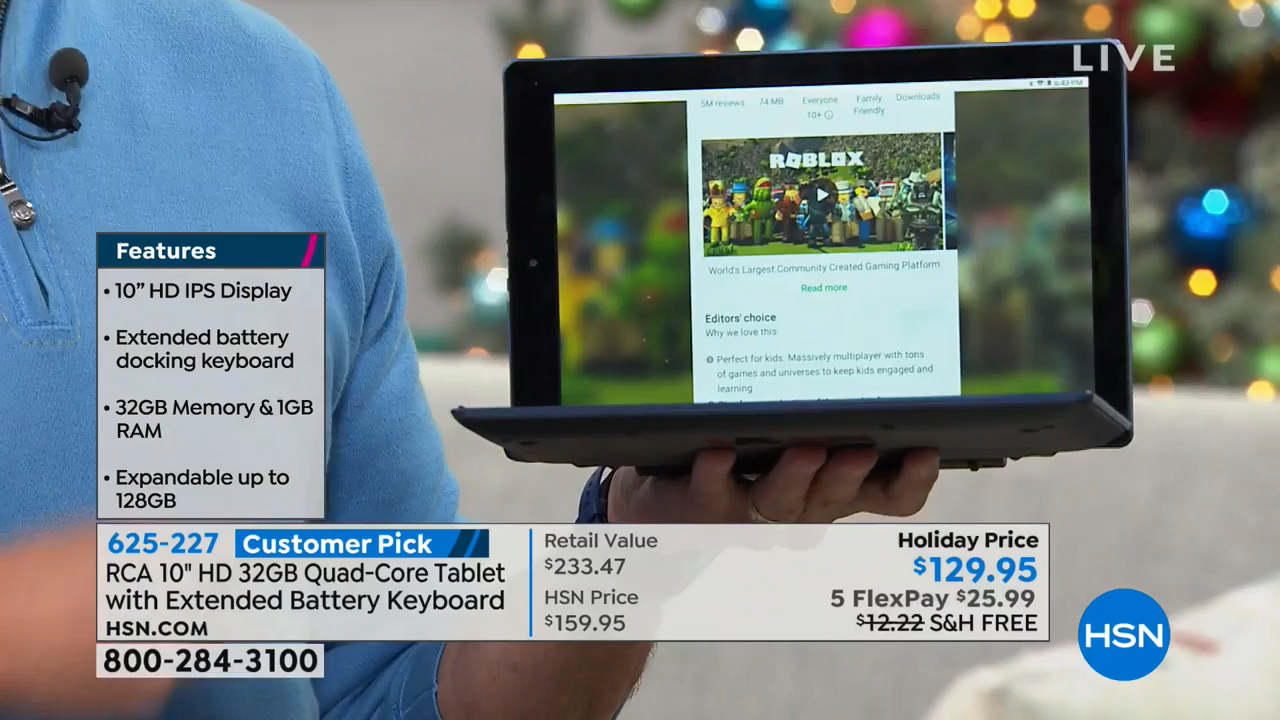 LIVE
6:43 PM
5M reviews
74 MB
Everyone
10+
Family
Friendly
Downloads
ROBLOX
World's Largest Community Created Gaming Platform
Read more
Editors' choice
Why we love this
Perfect for kids. Massively multiplayer with tons
of games and universes to keep kids engaged and
learning
Features
• 10” HD IPS Display
• Extended battery
docking keyboard
• 32GB Memory & 1GB
RAM
• Expandable up to
128GB
625-227 Customer Pick
RCA 10" HD 32GB Quad-Core Tablet
with Extended Battery Keyboard
HSN.COM
800-284-3100
Retail Value
$233.47
HSN Price
$159.95
Holiday Price
$129.95
5 FlexPay $25.99
$12.22 S&H FREE
HSN